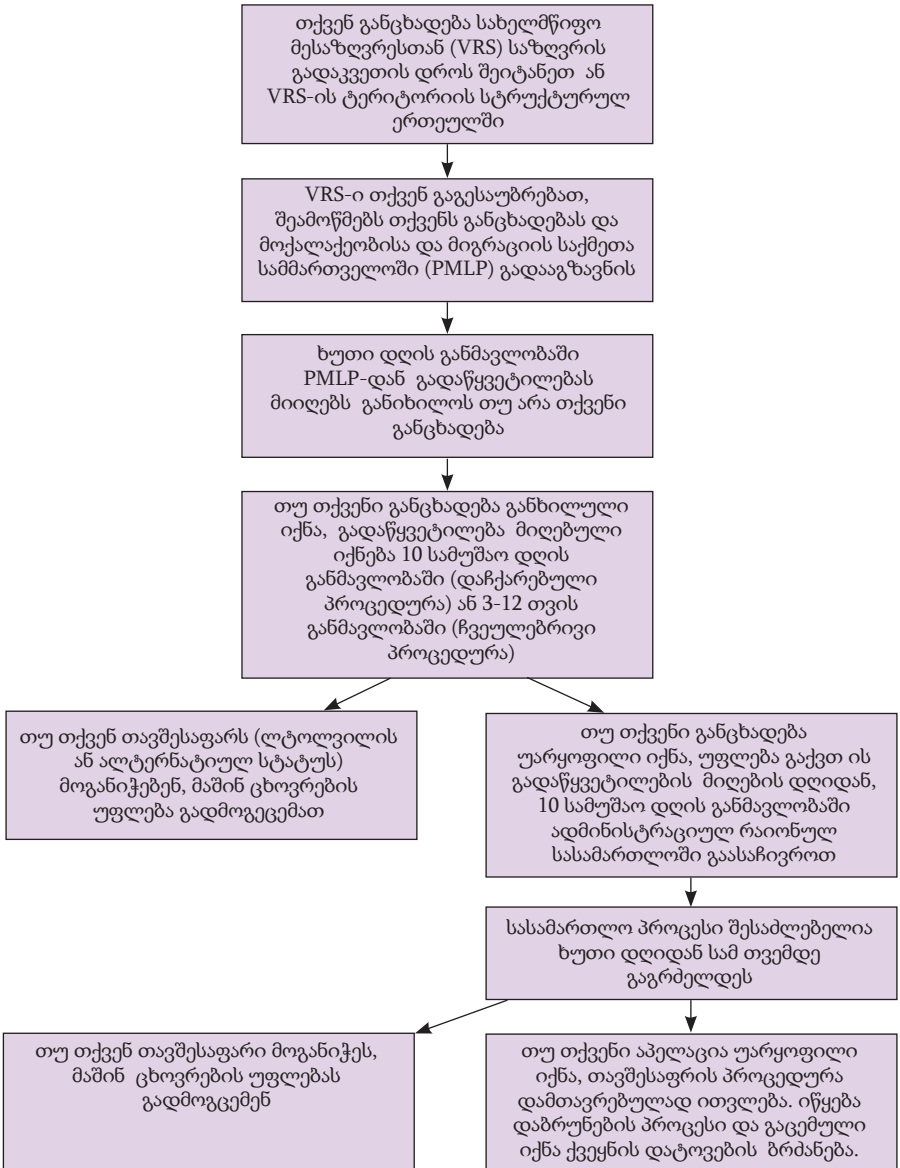 თქვენ განცხადება სახელმწიფო
მესაზღვრესთან (VRS) საზღვრის
გადაკვეთის დროს შეიტანეთ ან
VRS-ის ტერიტორიის სტრუქტურულ
ერთეულში
VRS-ი თქვენ გაგესაუბრებათ,
შეამოწმებს თქვენს განცხადებას და
მოქალაქეობისა და მიგრაციის საქმეთა
სამმართველოში (PMLP) გადააგზავნის
ხუთი დღის განმავლობაში
PMLP-დან გადაწყვეტილებას
მიიღებს განიხილოს თუ არა თქვენი
განცხადება
თუ თქვენი განცხადება განხილული
იქნა, გადაწყვეტილება მიღებული
იქნება 10 სამუშაო დღის
განმავლობაში (დაჩქარებული
პროცედურა) ან 3-12 თვის
განმავლობაში (ჩვეულებრივი
პროცედურა)
თუ თქვენ თავშესაფარს (ლტოლვილის
ან ალტერნატიულ სტატუს)
მოგანიჭებენ, მაშინ ცხოვრების
უფლება გადმოგეცემათ
თუ თქვენი განცხადება
უარყოფილი იქნა, უფლება გაქვთ ის
გადაწყვეტილების მიღების დღიდან,
10 სამუშაო დღის განმავლობაში
ადმინისტრაციულ რაიონულ
სასამართლოში გაასაჩივროთ
სასამართლო პროცესი შესაძლებელია
ხუთი დღიდან სამ თვემდე
გაგრძელდეს
თუ თქვენ თავშესაფარი მოგანიჭეს,
მაშინ ცხოვრების უფლებას
გადმოგცემენ
თუ თქვენი აპელაცია უარყოფილი
იქნა, თავშესაფრის პროცედურა
დამთავრებულად ითვლება. იწყება
დაბრუნების პროცესი და გაცემული
იქნა ქვეყნის დატოვების ბრძანება.